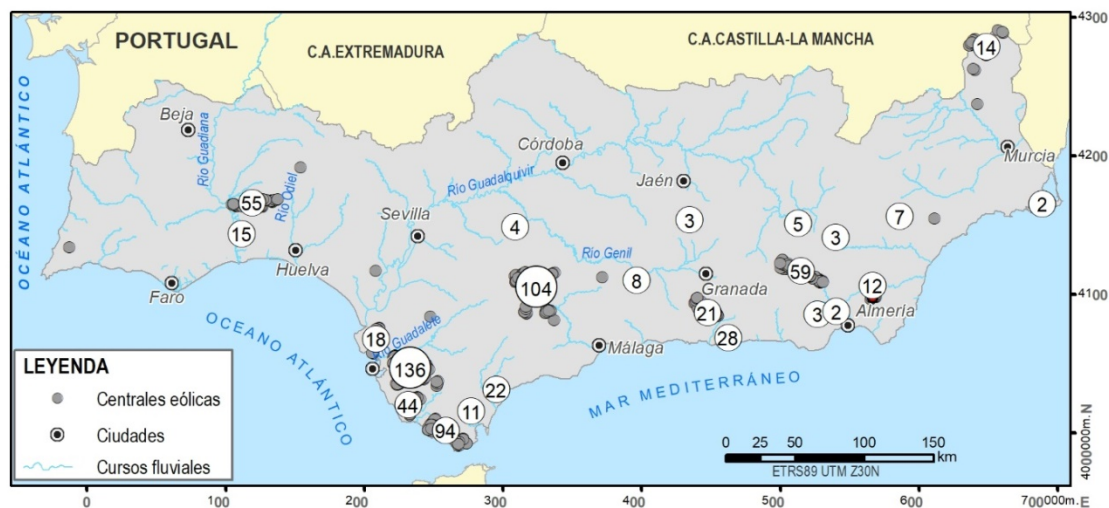 PORTUGAL
C.A.EXTREMADURA
C.A.CASTILLA-LA MANCHA
4300
14
OCÉANO ATLÁNTICO
Beja
Río Guadiana
Córdoba
4200
Murcia
Jaén
Río Odiel
Río Guadalquivir
55
Sevilla
2
15
4
3
5
7
3
Río Genil
Huelva
59
8
Granada
12
104
4100
Faro
21
3
2
Almería
OCEANO ATLÁNTICO
18
Río Guadalete
28
Málaga
LEYENDA
136
MAR MEDITERRÁNEO
Centrales eólicas
22
44
11
Ciudades
94
0 25 50 100 150
km
Cursos fluviales
ETRS89 UTM Z30N
4000000m. N
0 100 200 300 400 500 600 700000m. E